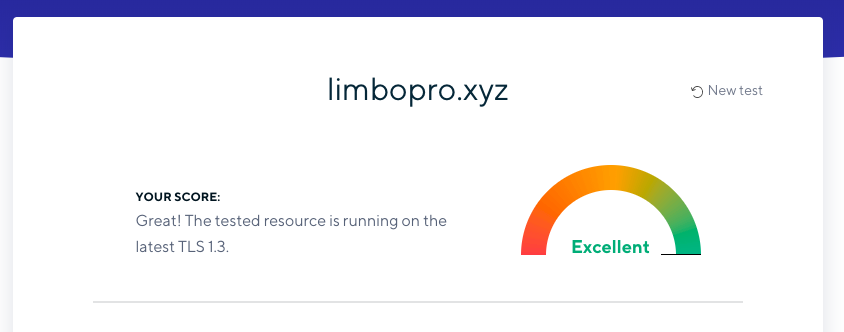 limbopro.xyz
New test
YOUR SCORE:
Great! The tested resource is running on the
latest TLS 1.3.
Excellent